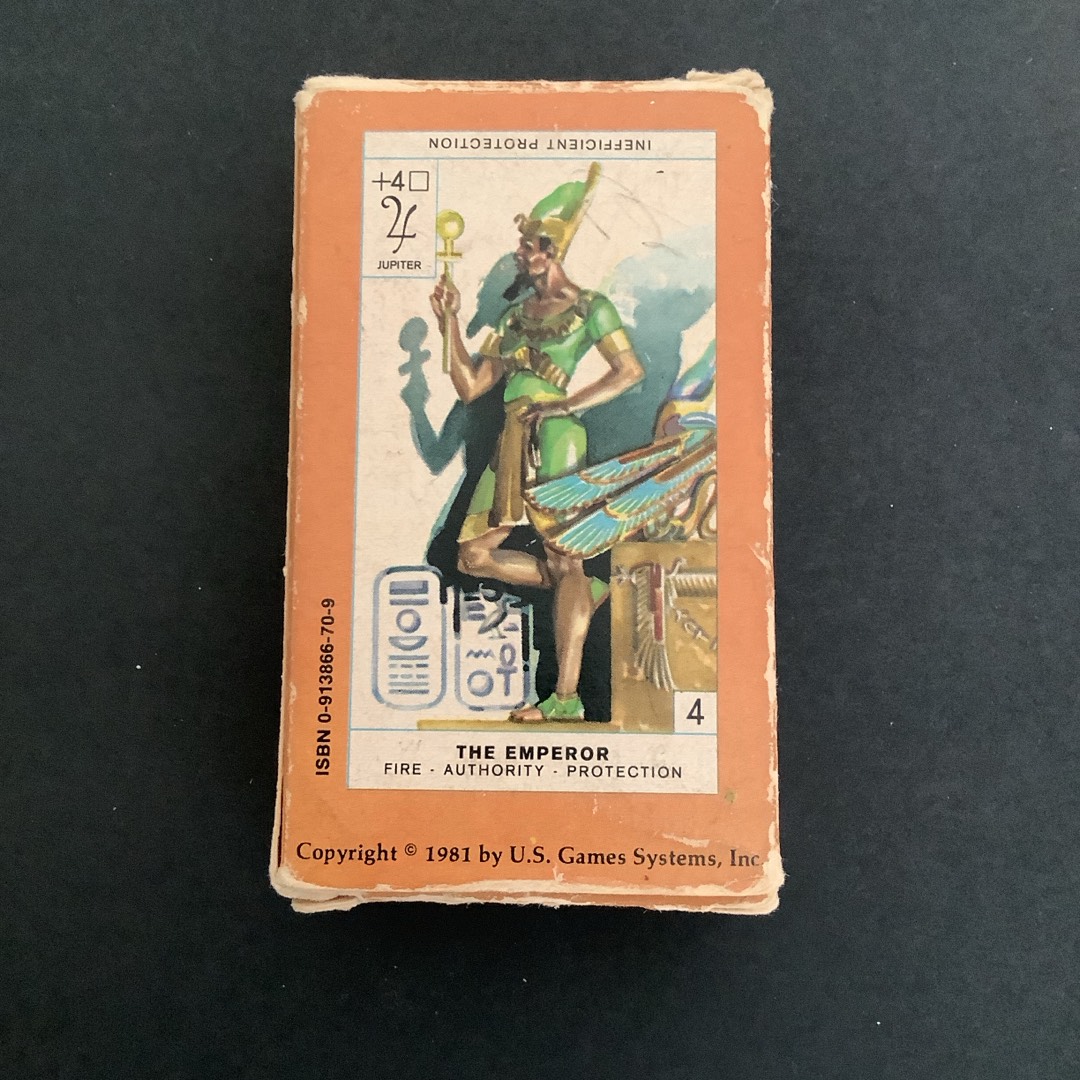 INEFFICIENT PROTECTION
+4□
♃
JUPITER
4
THE EMPEROR
FIRE - AUTHORITY - PROTECTION
ISBN 0-913866-70-9
Copyright © 1981 by U.S. Games Systems, Inc